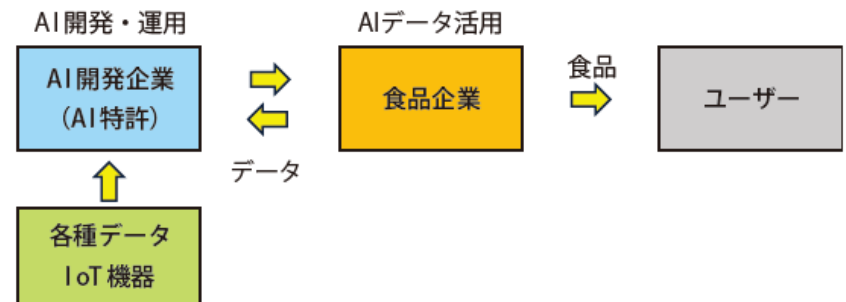 AI開発・運用
AIデータ活用
AI開発企業
(AI特許)
食品企業
食品
ユーザー
データ
各種データ
IoT機器